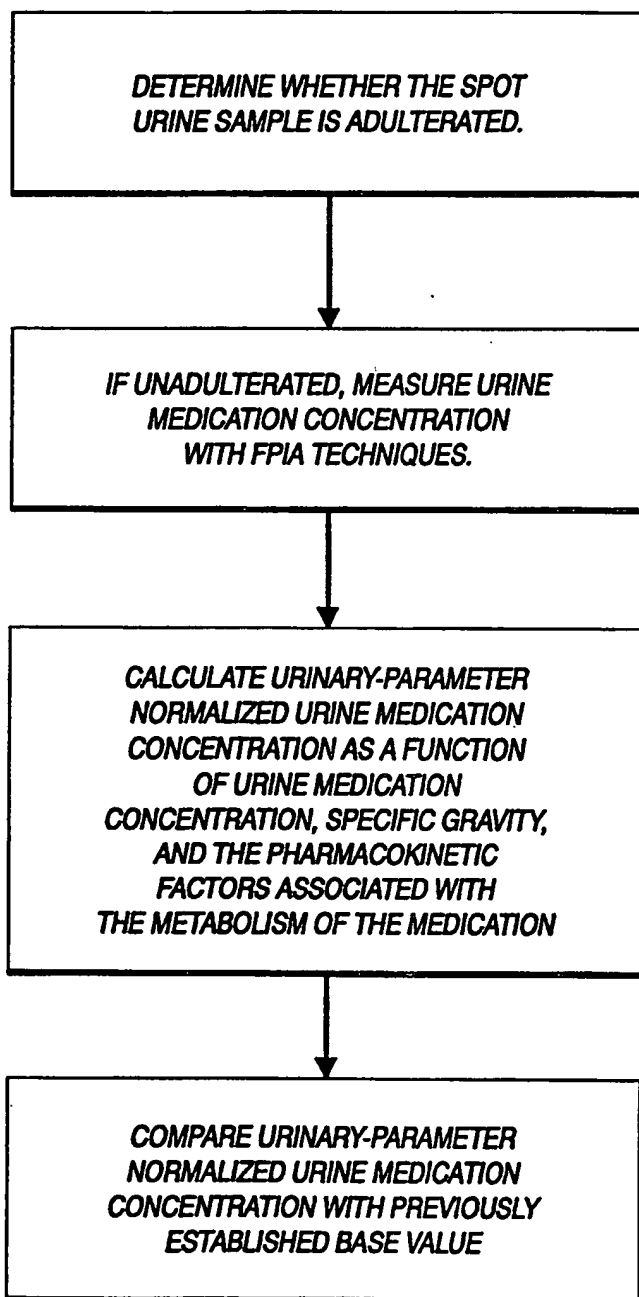 DETERMINE WHETHER THE SPOT
URINE SAMPLE IS ADULTERATED.
IF UNADULTERATED, MEASURE URINE
MEDICATION CONCENTRATION
WITH FPIA TECHNIQUES.
CALCULATE URINARY-PARAMETER
NORMALIZED URINE MEDICATION
CONCENTRATION AS A FUNCTION
OF URINE MEDICATION
CONCENTRATION, SPECIFIC GRAVITY,
AND THE PHARMACOKINETIC
FACTORS ASSOCIATED WITH
THE METABOLISM OF THE MEDICATION
COMPARE URINARY-PARAMETER
NORMALIZED URINE MEDICATION
CONCENTRATION WITH PREVIOUSLY
ESTABLISHED BASE VALUE